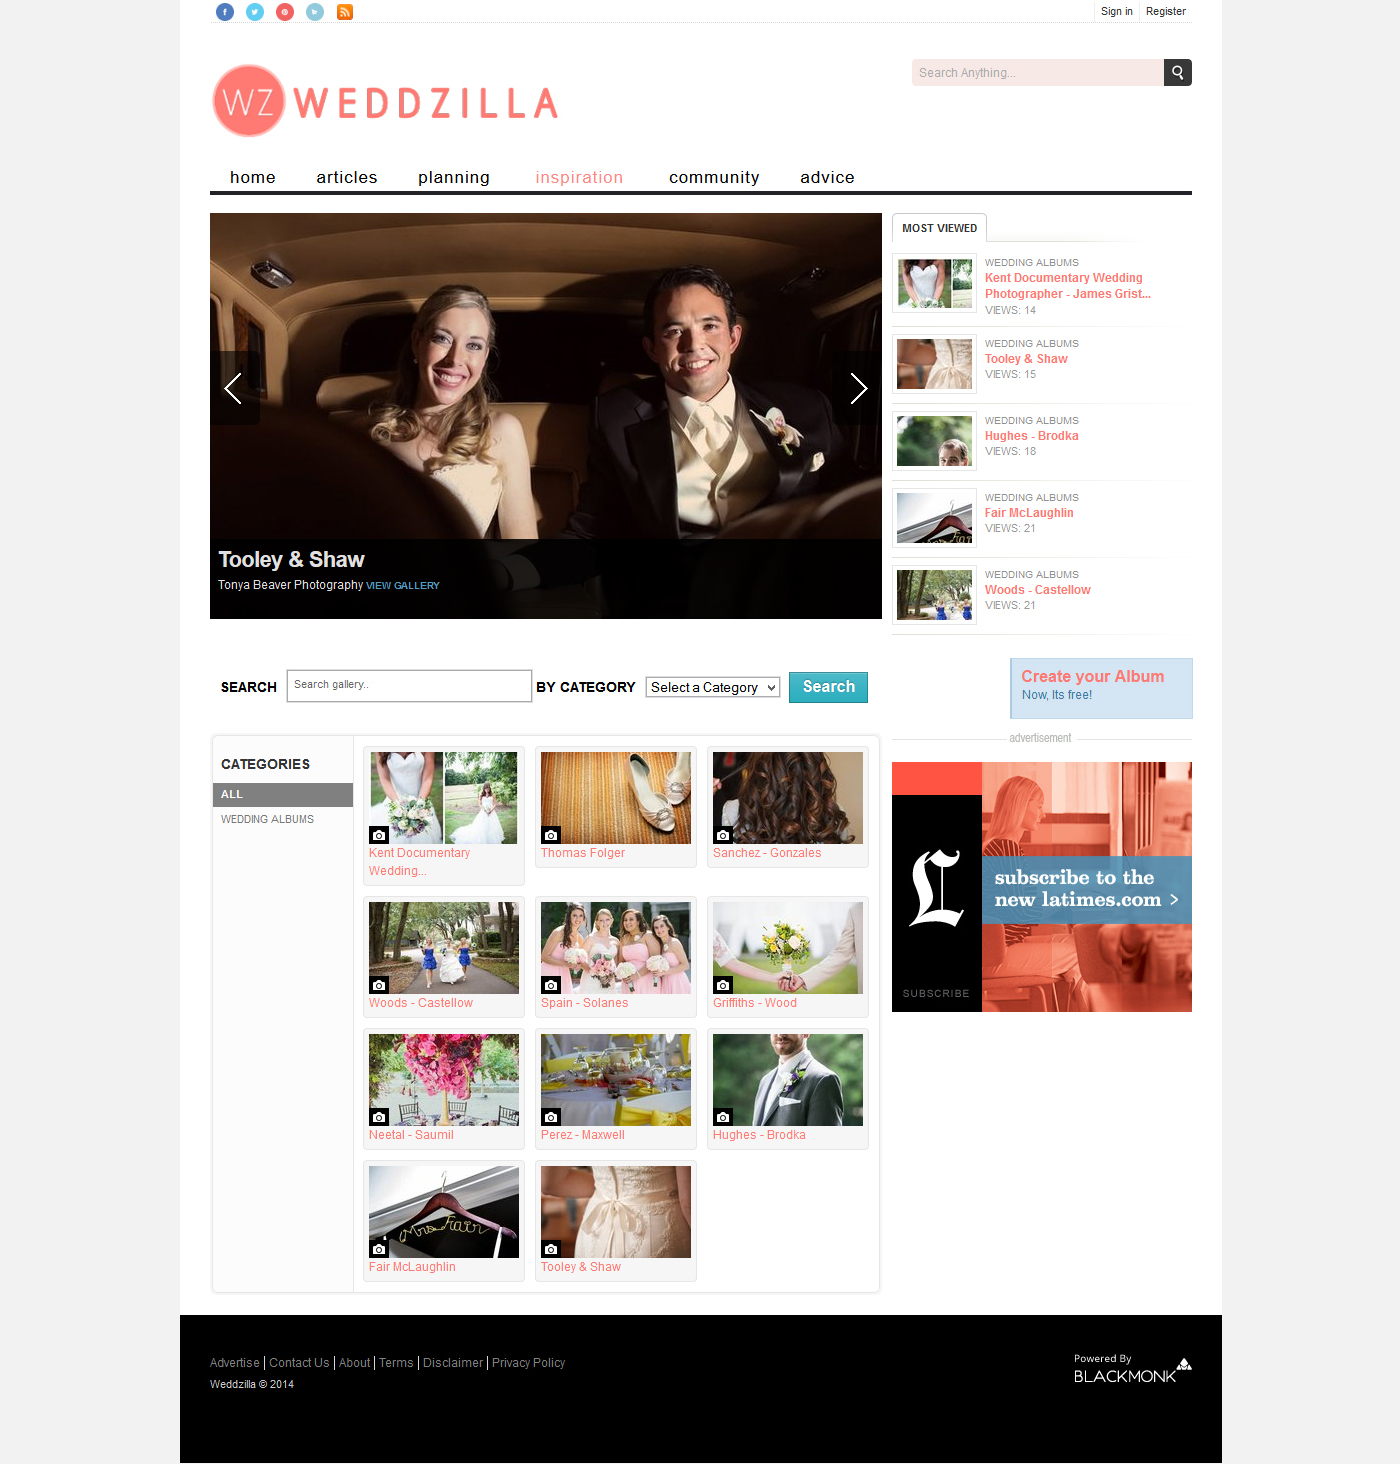 Sign in
Register
WZ WEDDZILLA
Search Anything...
home
articles
planning
inspiration
community
advice
Tooley & Shaw
Tonya Beaver Photography VIEW GALLERY
MOST VIEWED
WEDDING ALBUMS
Kent Documentary Wedding
Photographer - James Grist...
VIEWS: 14
WEDDING ALBUMS
Tooley & Shaw
VIEWS: 15
WEDDING ALBUMS
Hughes - Brodka
VIEWS: 18
WEDDING ALBUMS
Fair McLaughlin
VIEWS: 21
WEDDING ALBUMS
Woods - Castellow
VIEWS: 21
SEARCH
Search gallery..
BY CATEGORY
Select a Category
Search
Create your Album
Now, Its free!
advertisement
CATEGORIES
ALL
WEDDING ALBUMS
Kent Documentary
Wedding...
Thomas Folger
Sanchez - Gonzales
Woods - Castellow
Spain - Solanes
Griffiths - Wood
Neetal - Saumil
Perez - Maxwell
Hughes - Brodka
Mrs. Fair
Fair McLaughlin
Tooley & Shaw
L
subscribe to the
new latimes.com >
SUBSCRIBE
Advertise | Contact Us | About | Terms | Disclaimer | Privacy Policy
Weddzilla © 2014
Powered By
BLACKMONK